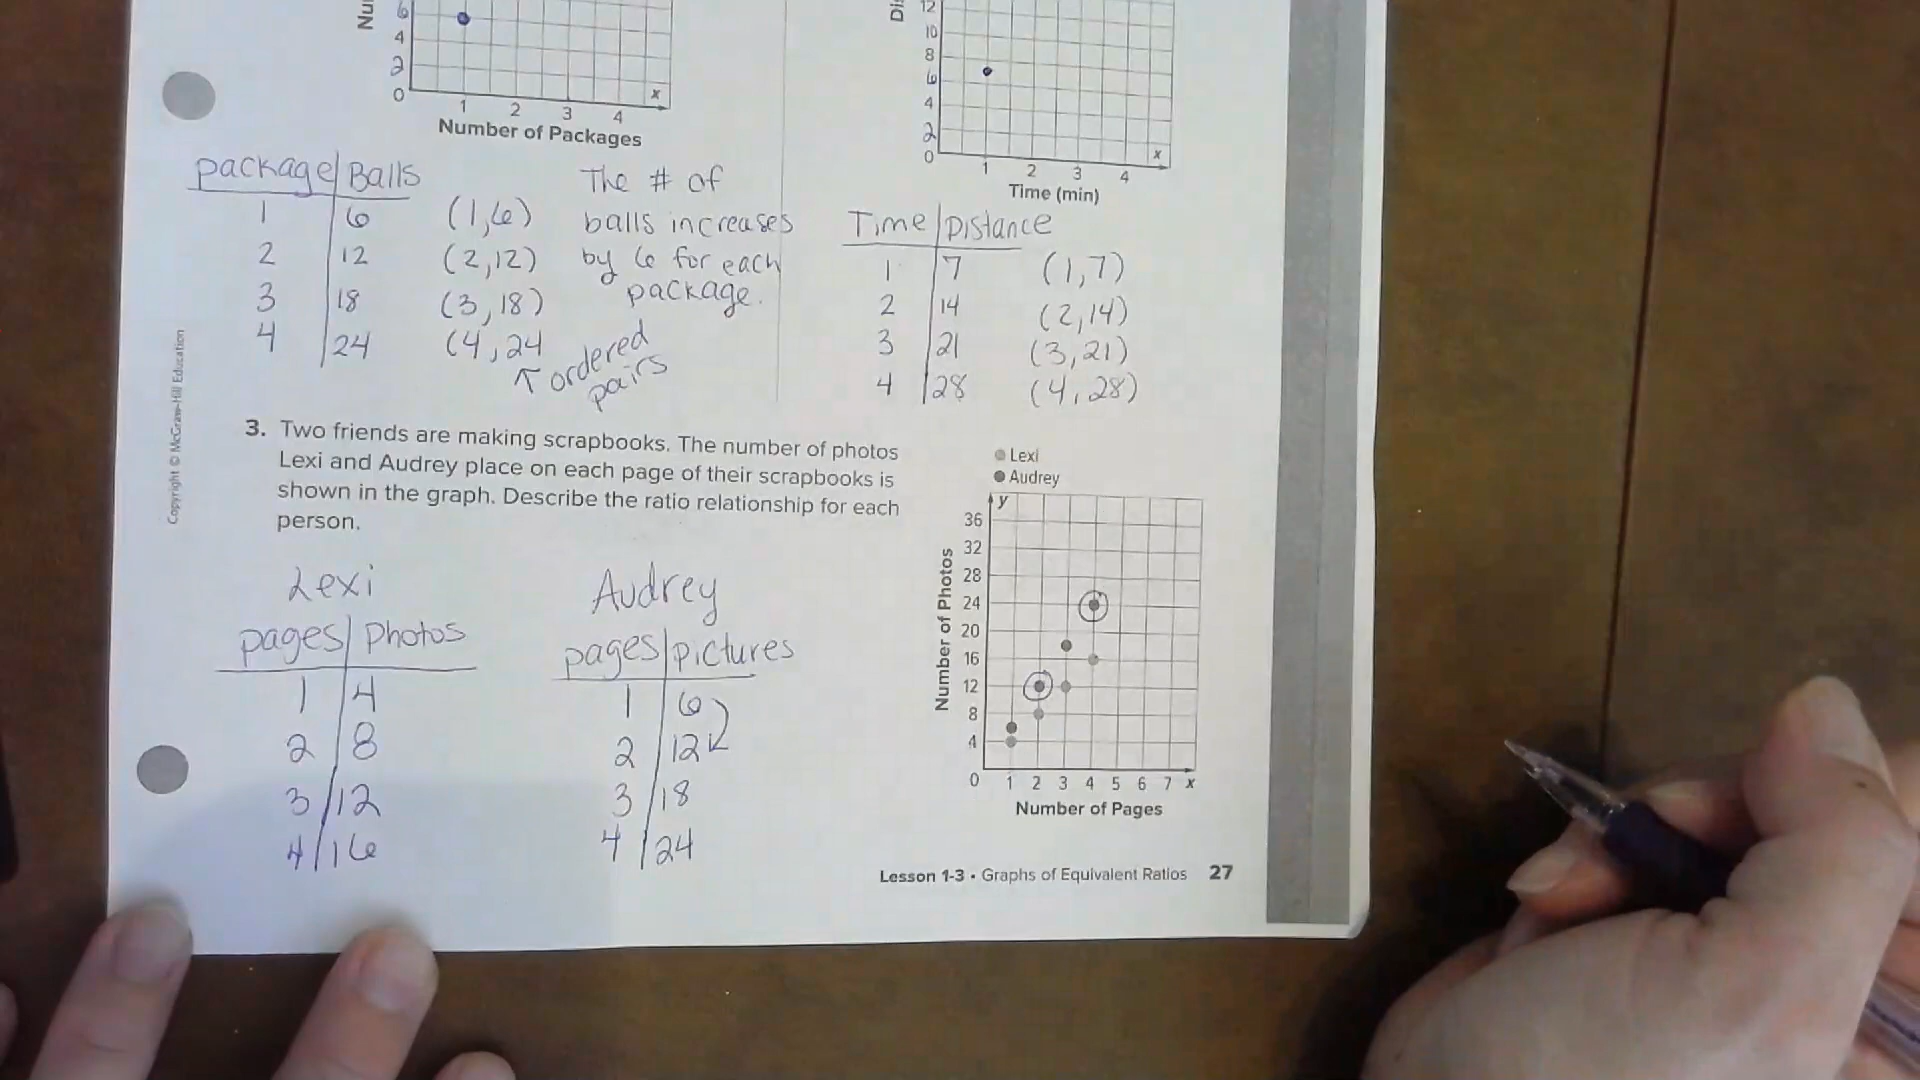 6
4
2
0
1 2 3 4
x
Number of Packages
12
10
8
6
4
2
0
1 2 3 4
x
Time (min)
package Balls
1 6 (1,6)
2 12 (2,12)
3 18 (3,18)
4 24 (4,24
↑ ordered
pairs
The # of
balls increases
by 6 for each
package.
Time Distance
1 7 (1,7)
2 14 (2,14)
3 21 (3,21)
4 28 (4,28)
Copyright © McGraw-Hill Education
3. Two friends are making scrapbooks. The number of photos
Lexi and Audrey place on each page of their scrapbooks is
shown in the graph. Describe the ratio relationship for each
person.
Lexi
Audrey
y
36
32
28
24
20
16
12
8
4
0 1 2 3 4 5 6 7 x
Number of Photos
Number of Pages
Lexi
pages photos
1 4
2 8
3 12
4 16
Audrey
pages pictures
1 6
2 12
3 18
4 24
Lesson 1-3 • Graphs of Equivalent Ratios 27